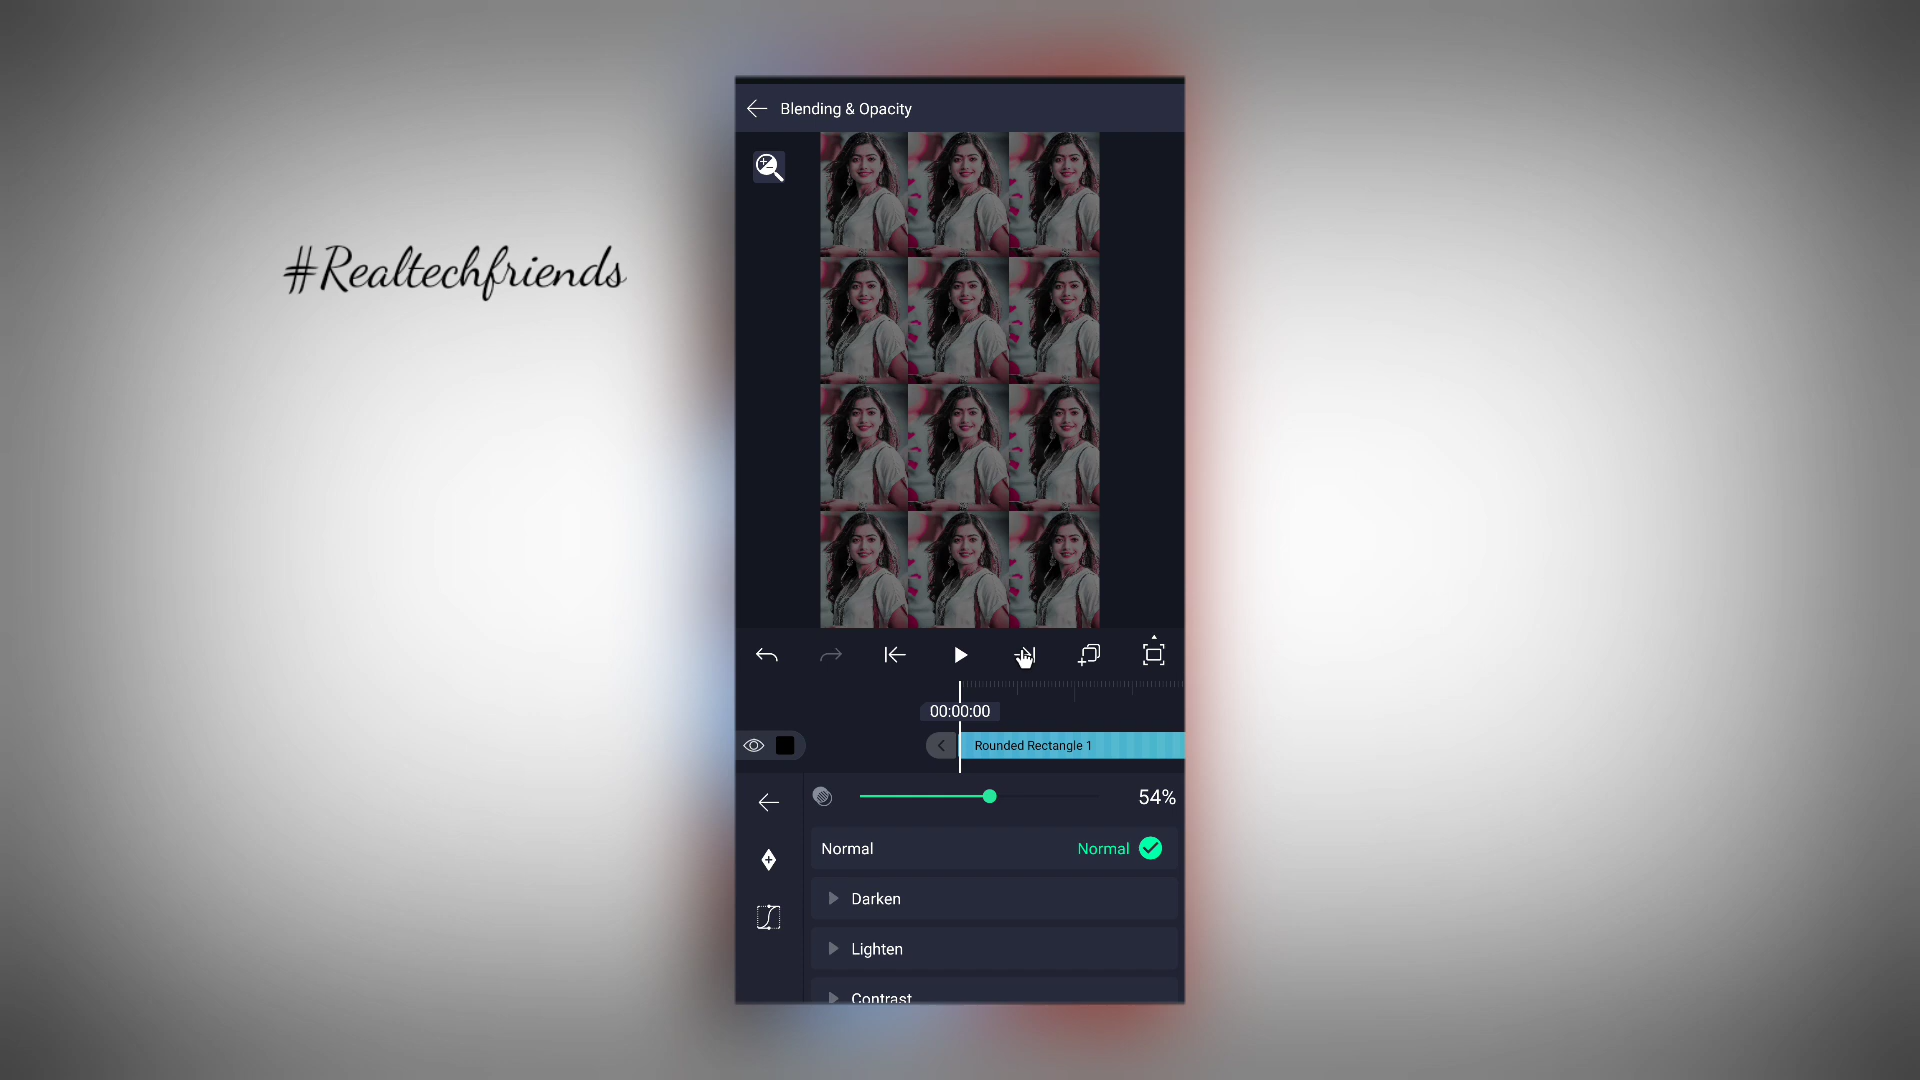 Blending & Opacity
#Realtechfriends
00:00:00
Rounded Rectangle 1
54%
Normal
Normal
Darken
Lighten
Contrast